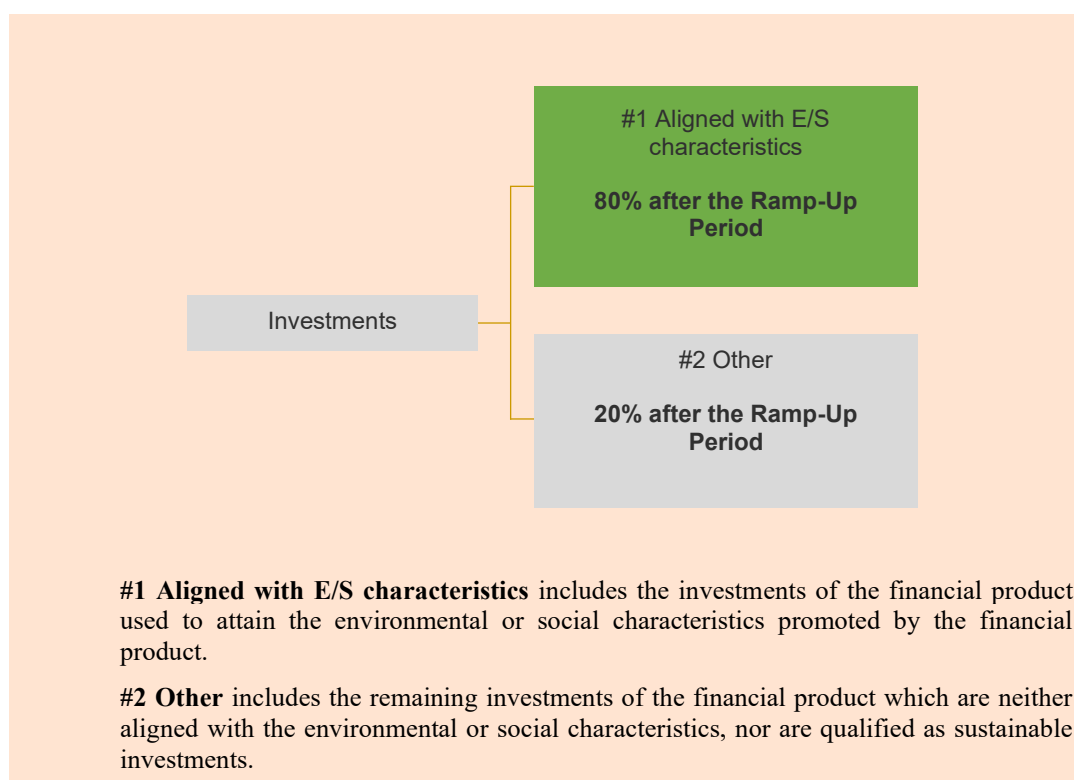 #1 Aligned with E/S
characteristics
80% after the Ramp-Up
Period
Investments
#2 Other
20% after the Ramp-Up
Period
#1 Aligned with E/S characteristics includes the investments of the financial product
used to attain the environmental or social characteristics promoted by the financial
product.
#2 Other includes the remaining investments of the financial product which are neither
aligned with the environmental or social characteristics, nor are qualified as sustainable
investments.